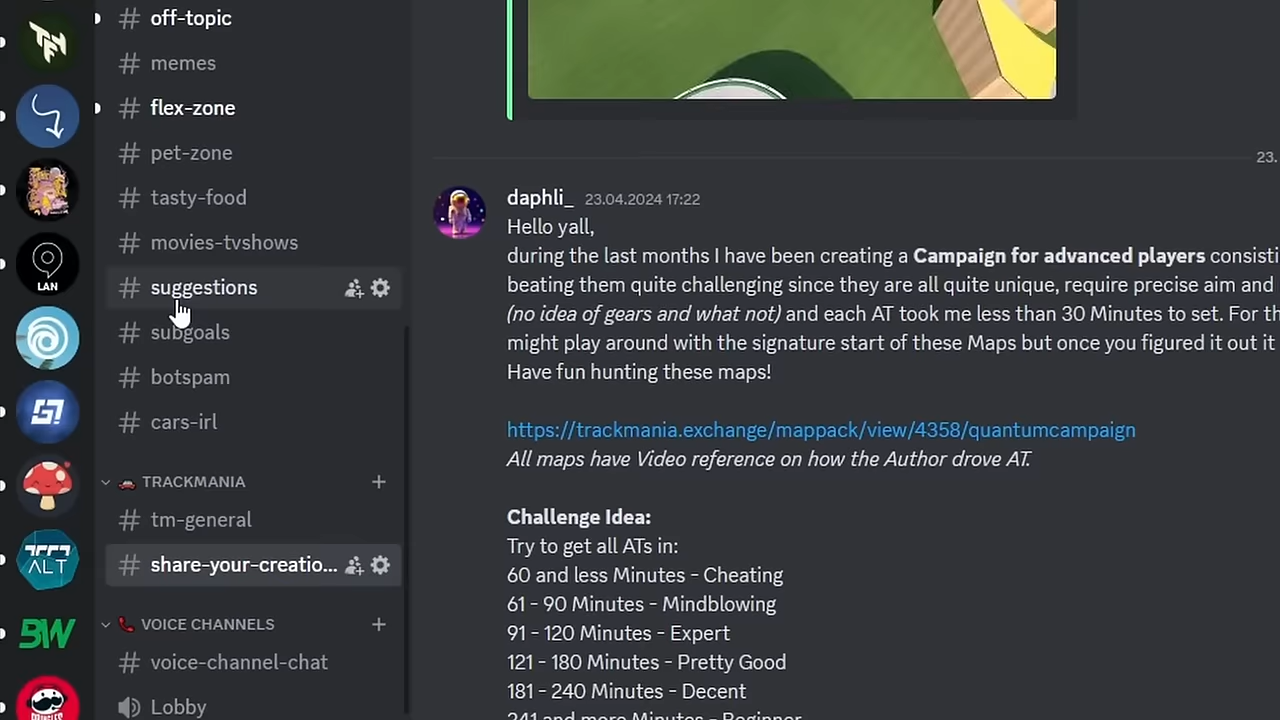 off-topic
memes
flex-zone
pet-zone
tasty-food
movies-tvshows
suggestions
subgoals
botspam
cars-irl
TRACKMANIA
tm-general
share-your-creatio...
VOICE CHANNELS
voice-channel-chat
Lobby
LAN
ALT
BW
23.
daphli_ 23.04.2024 17:22
Hello yall,
during the last months I have been creating a Campaign for advanced players consisti
beating them quite challenging since they are all quite unique, require precise aim and
(no idea of gears and what not) and each AT took me less than 30 Minutes to set. For th
might play around with the signature start of these Maps but once you figured it out it
Have fun hunting these maps!
https://trackmania.exchange/mappack/view/4358/quantumcampaign
All maps have Video reference on how the Author drove AT.
Challenge Idea:
Try to get all ATs in:
60 and less Minutes - Cheating
61 - 90 Minutes - Mindblowing
91 - 120 Minutes - Expert
121 - 180 Minutes - Pretty Good
181 - 240 Minutes - Decent
241 and more Minutes - Beginner